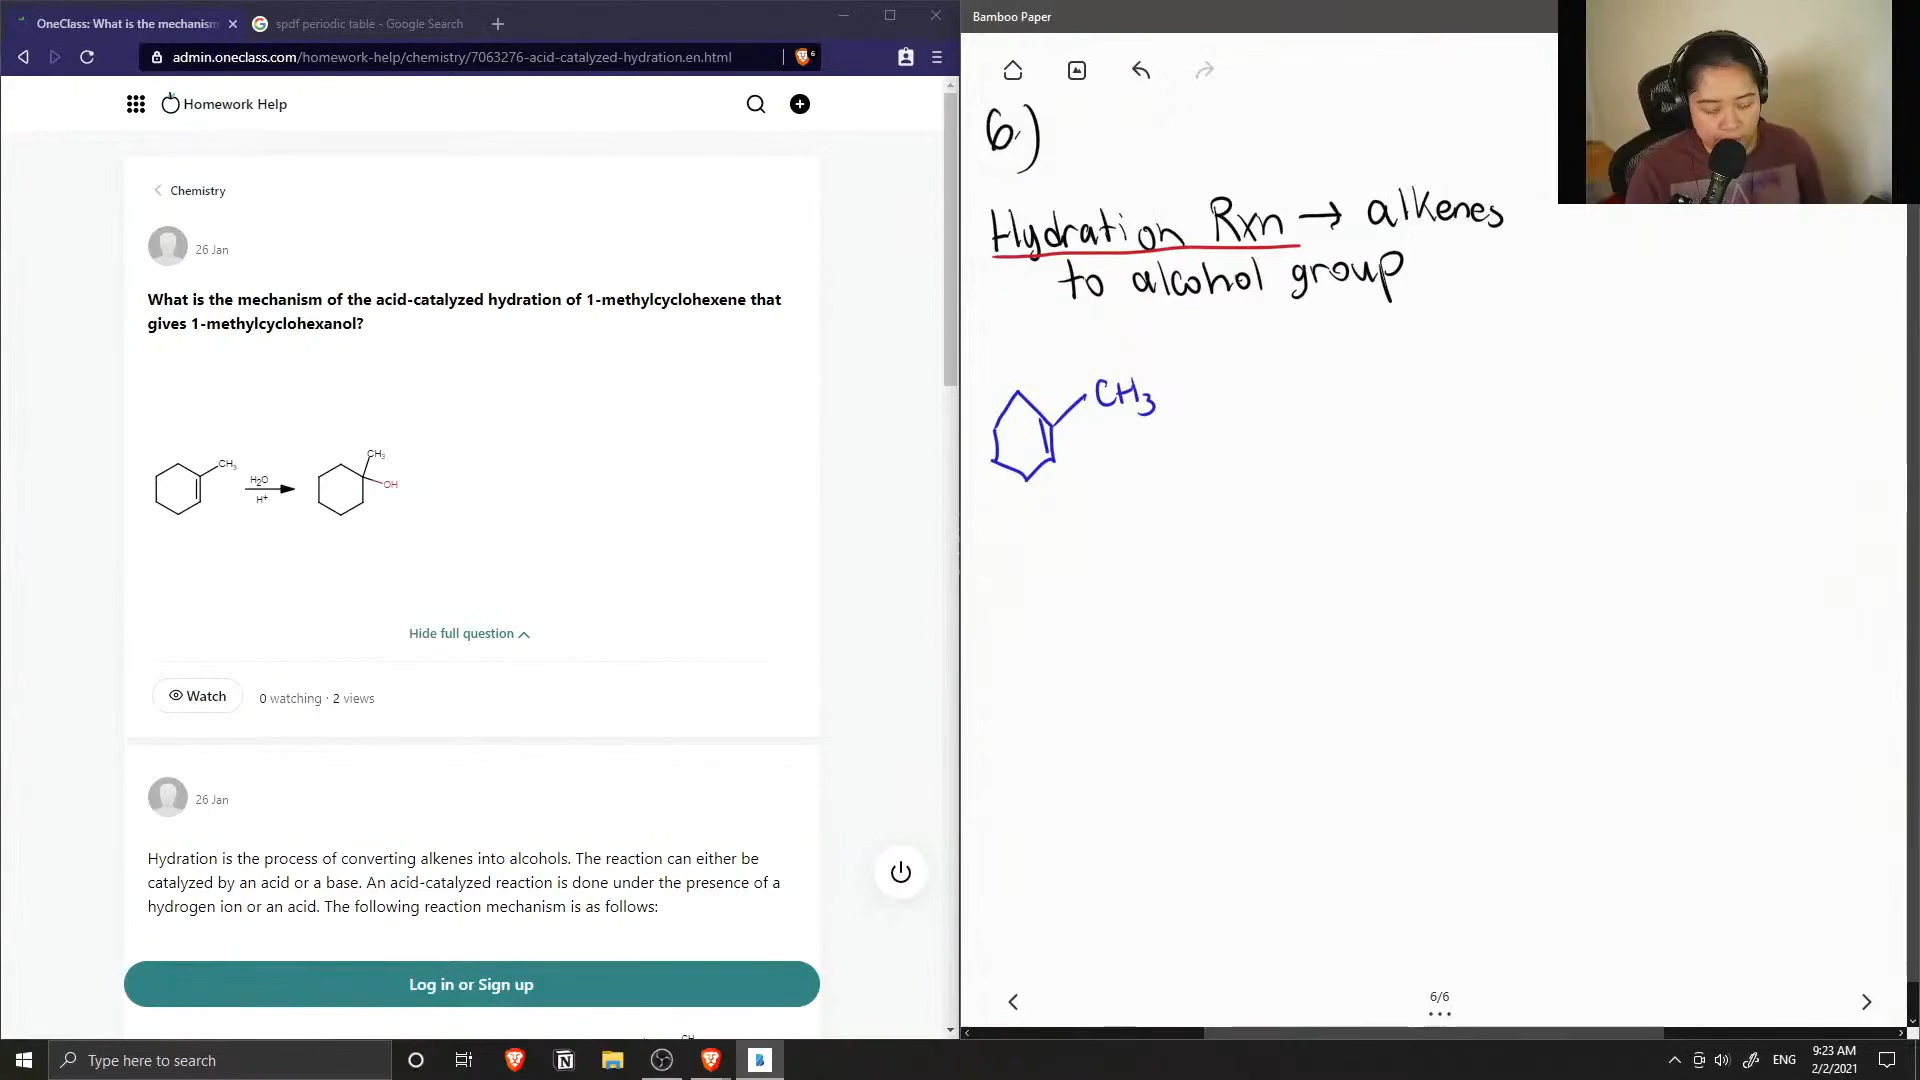 OneClass: What is the mechanism
spdf periodic table - Google Search
admin.oneclass.com/homework-help/chemistry/7063276-acid-catalyzed-hydration.en.html
6
Homework Help
Chemistry
26 Jan
What is the mechanism of the acid-catalyzed hydration of 1-methylcyclohexene that
gives 1-methylcyclohexanol?
CH3
H2O
H+
CH3
OH
Hide full question
Watch
0 watching · 2 views
26 Jan
Hydration is the process of converting alkenes into alcohols. The reaction can either be
catalyzed by an acid or a base. An acid-catalyzed reaction is done under the presence of a
hydrogen ion or an acid. The following reaction mechanism is as follows:
Log in or Sign up
CH
Bamboo Paper
6.)
Hydration Rxn → alkenes
to alcohol group
CH3
6/6
Type here to search
ENG
9:23 AM
2/2/2021